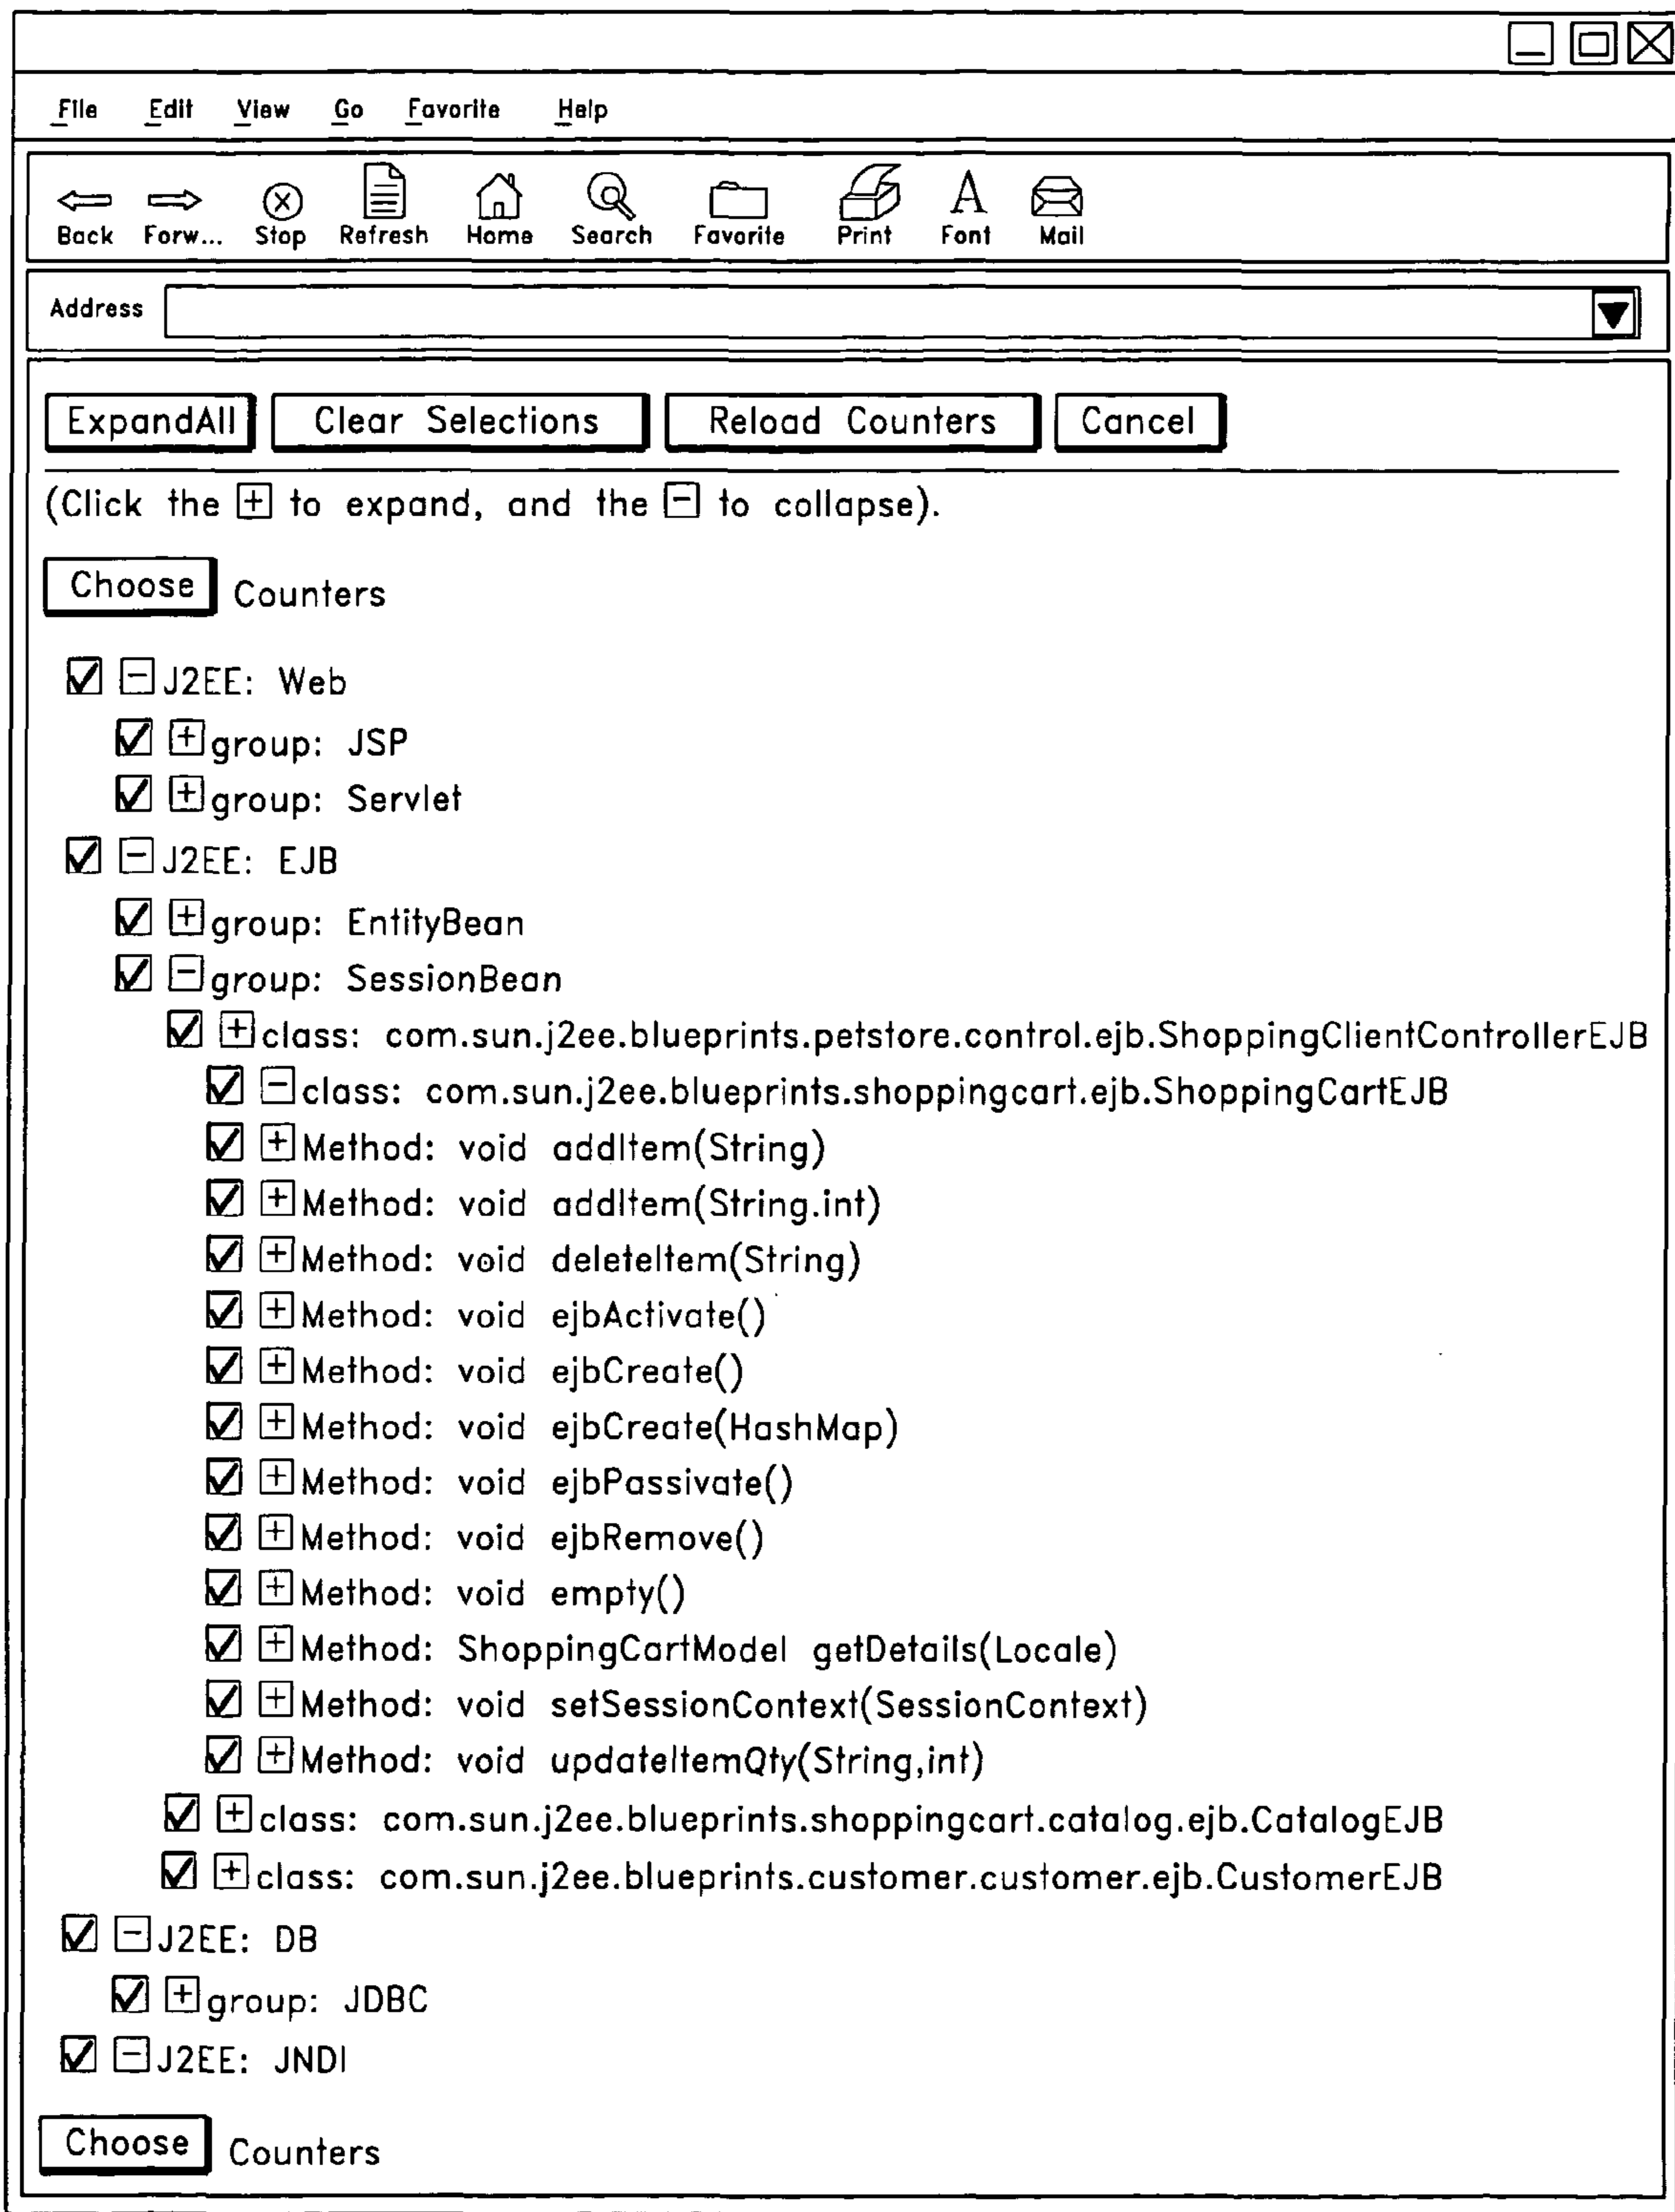 File Edit View Go Favorite Help
Back Forw... Stop Refresh Home Search Favorite Print Font Mail
Address
ExpandAll Clear Selections Reload Counters Cancel
(Click the + to expand, and the - to collapse).
Choose Counters
- J2EE: Web
+ group: JSP
+ group: Servlet
- J2EE: EJB
+ group: EntityBean
- group: SessionBean
+ class: com.sun.j2ee.blueprints.petstore.control.ejb.ShoppingClientControllerEJB
- class: com.sun.j2ee.blueprints.shoppingcart.ejb.ShoppingCartEJB
+ Method: void addItem(String)
+ Method: void addItem(String.int)
+ Method: void deleteItem(String)
+ Method: void ejbActivate()
+ Method: void ejbCreate()
+ Method: void ejbCreate(HashMap)
+ Method: void ejbPassivate()
+ Method: void ejbRemove()
+ Method: void empty()
+ Method: ShoppingCartModel getDetails(Locale)
+ Method: void setSessionContext(SessionContext)
+ Method: void updateItemQty(String,int)
+ class: com.sun.j2ee.blueprints.shoppingcart.catalog.ejb.CatalogEJB
+ class: com.sun.j2ee.blueprints.customer.customer.ejb.CustomerEJB
- J2EE: DB
+ group: JDBC
- J2EE: JNDI
Choose Counters